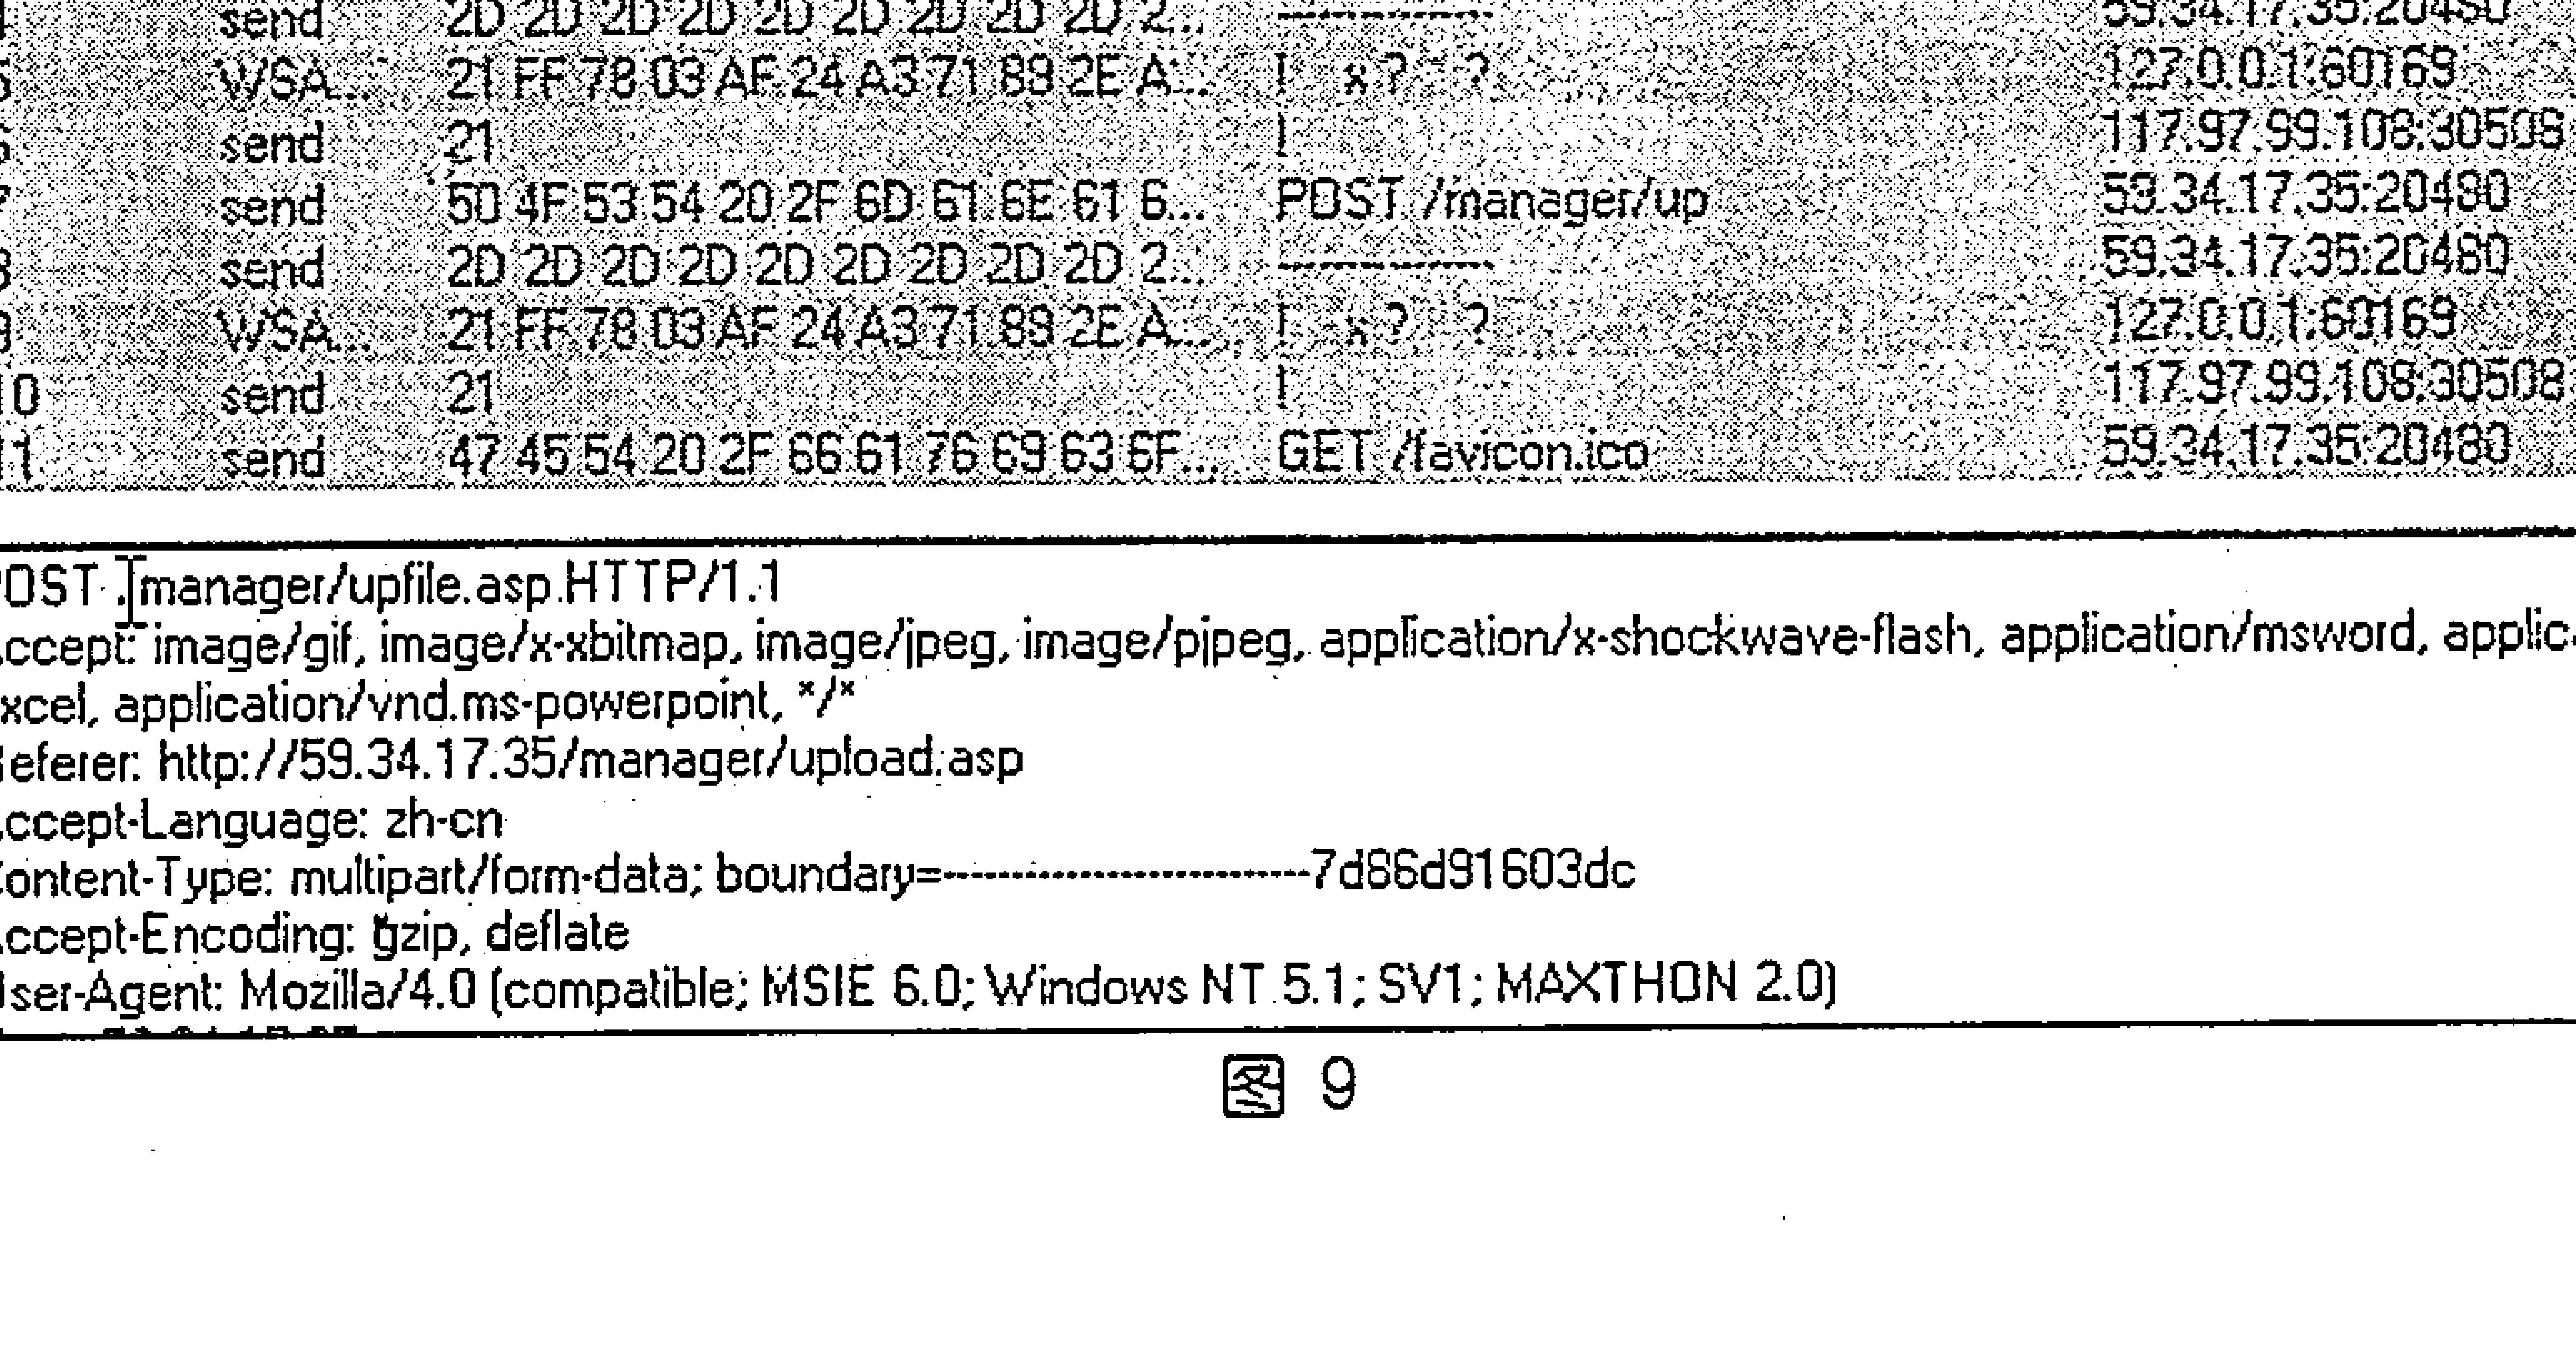 send 2D 2D 2D 2D 2D 2D 2D 2D 2D 2... ------------- 59.34.17.35:20480
WSA... 21 FF 78 03 AF 24 A3 71 89 2E A... ! x? ? 127.0.0.1:60169
send 21 ! 117.97.99.108:30508
send 50 4F 53 54 20 2F 6D 61 6E 61 6... POST /manager/up 59.34.17.35:20480
send 2D 2D 2D 2D 2D 2D 2D 2D 2D 2... ------------- 59.34.17.35:20480
WSA... 21 FF 78 03 AF 24 A3 71 89 2E A... ! x? ? 127.0.0.1:60169
10 send 21 ! 117.97.99.108:30508
11 send 47 45 54 20 2F 66 61 76 69 63 6F... GET /favicon.ico 59.34.17.35:20480
OST /manager/upfile.asp HTTP/1.1
ccept: image/gif, image/x-xbitmap, image/jpeg, image/pjpeg, application/x-shockwave-flash, application/msword, applic
xcel, application/vnd.ms-powerpoint, */*
eferer: http://59.34.17.35/manager/upload.asp
ccept-Language: zh-cn
ontent-Type: multipart/form-data; boundary=---------------------------7d86d91603dc
ccept-Encoding: gzip, deflate
ser-Agent: Mozilla/4.0 (compatible; MSIE 6.0; Windows NT 5.1; SV1; MAXTHON 2.0)
图 9